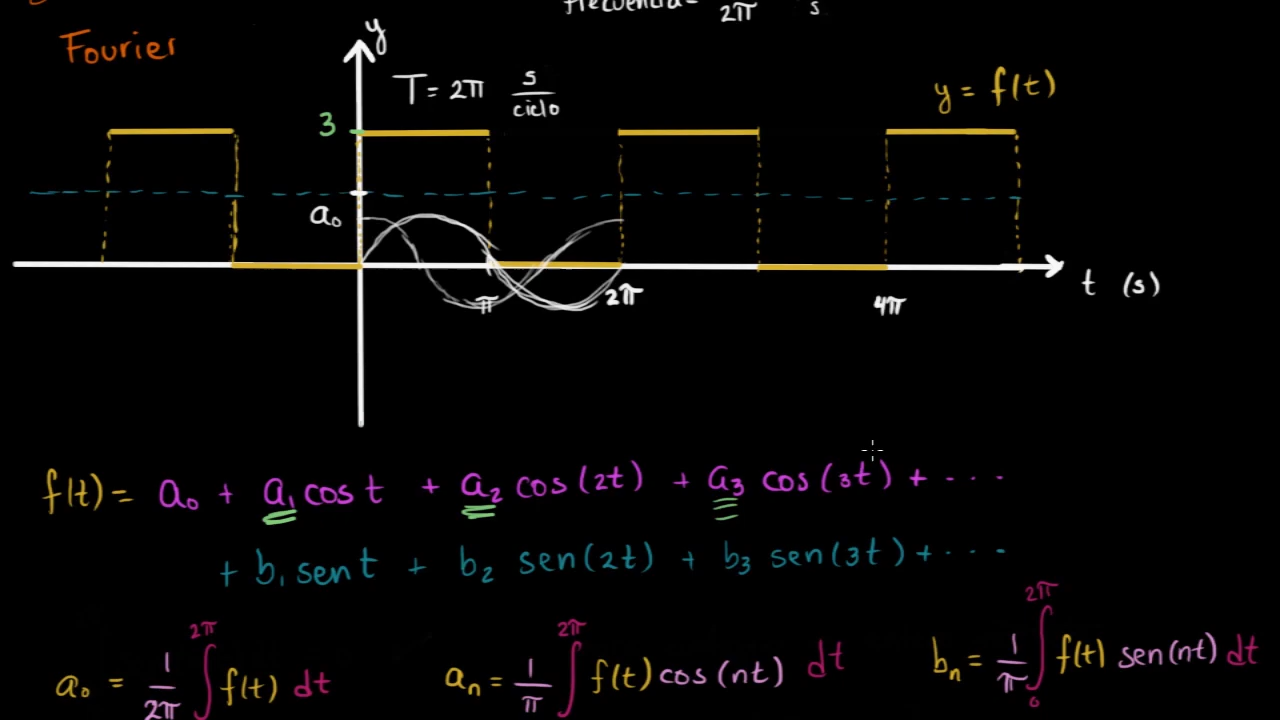 frecuencia = 2π s
Fourier
y
T = 2π s/ciclo
y = f(t)
3
a₀
π
2π
4π
t (s)
f(t) = a₀ + a₁ cos t + a₂ cos(2t) + a₃ cos(3t) + ...
+ b₁ sen t + b₂ sen(2t) + b₃ sen(3t) + ...
a₀ = 1/2π ∫ 2π f(t) dt
aₙ = 1/π ∫ 2π f(t) cos(nt) dt
bₙ = 1/π ∫₀ 2π f(t) sen(nt) dt